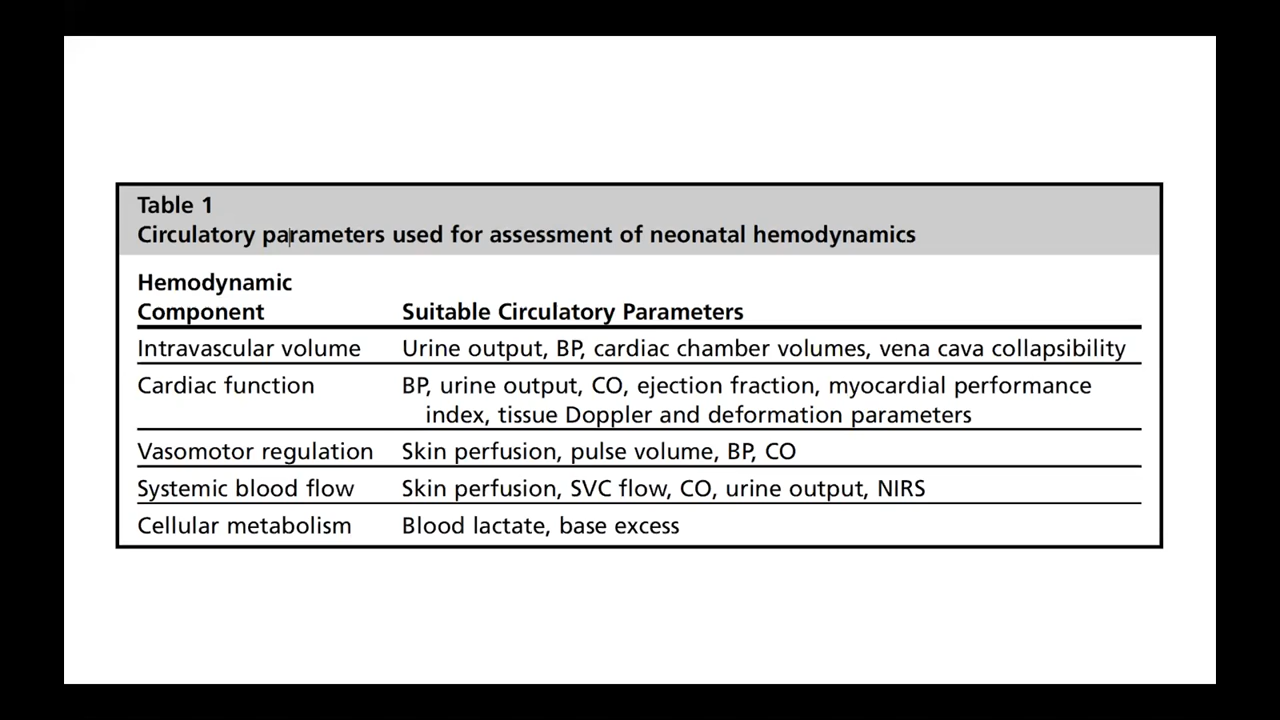 Table 1
Circulatory parameters used for assessment of neonatal hemodynamics
Hemodynamic
Component Suitable Circulatory Parameters
Intravascular volume Urine output, BP, cardiac chamber volumes, vena cava collapsibility
Cardiac function BP, urine output, CO, ejection fraction, myocardial performance
index, tissue Doppler and deformation parameters
Vasomotor regulation Skin perfusion, pulse volume, BP, CO
Systemic blood flow Skin perfusion, SVC flow, CO, urine output, NIRS
Cellular metabolism Blood lactate, base excess